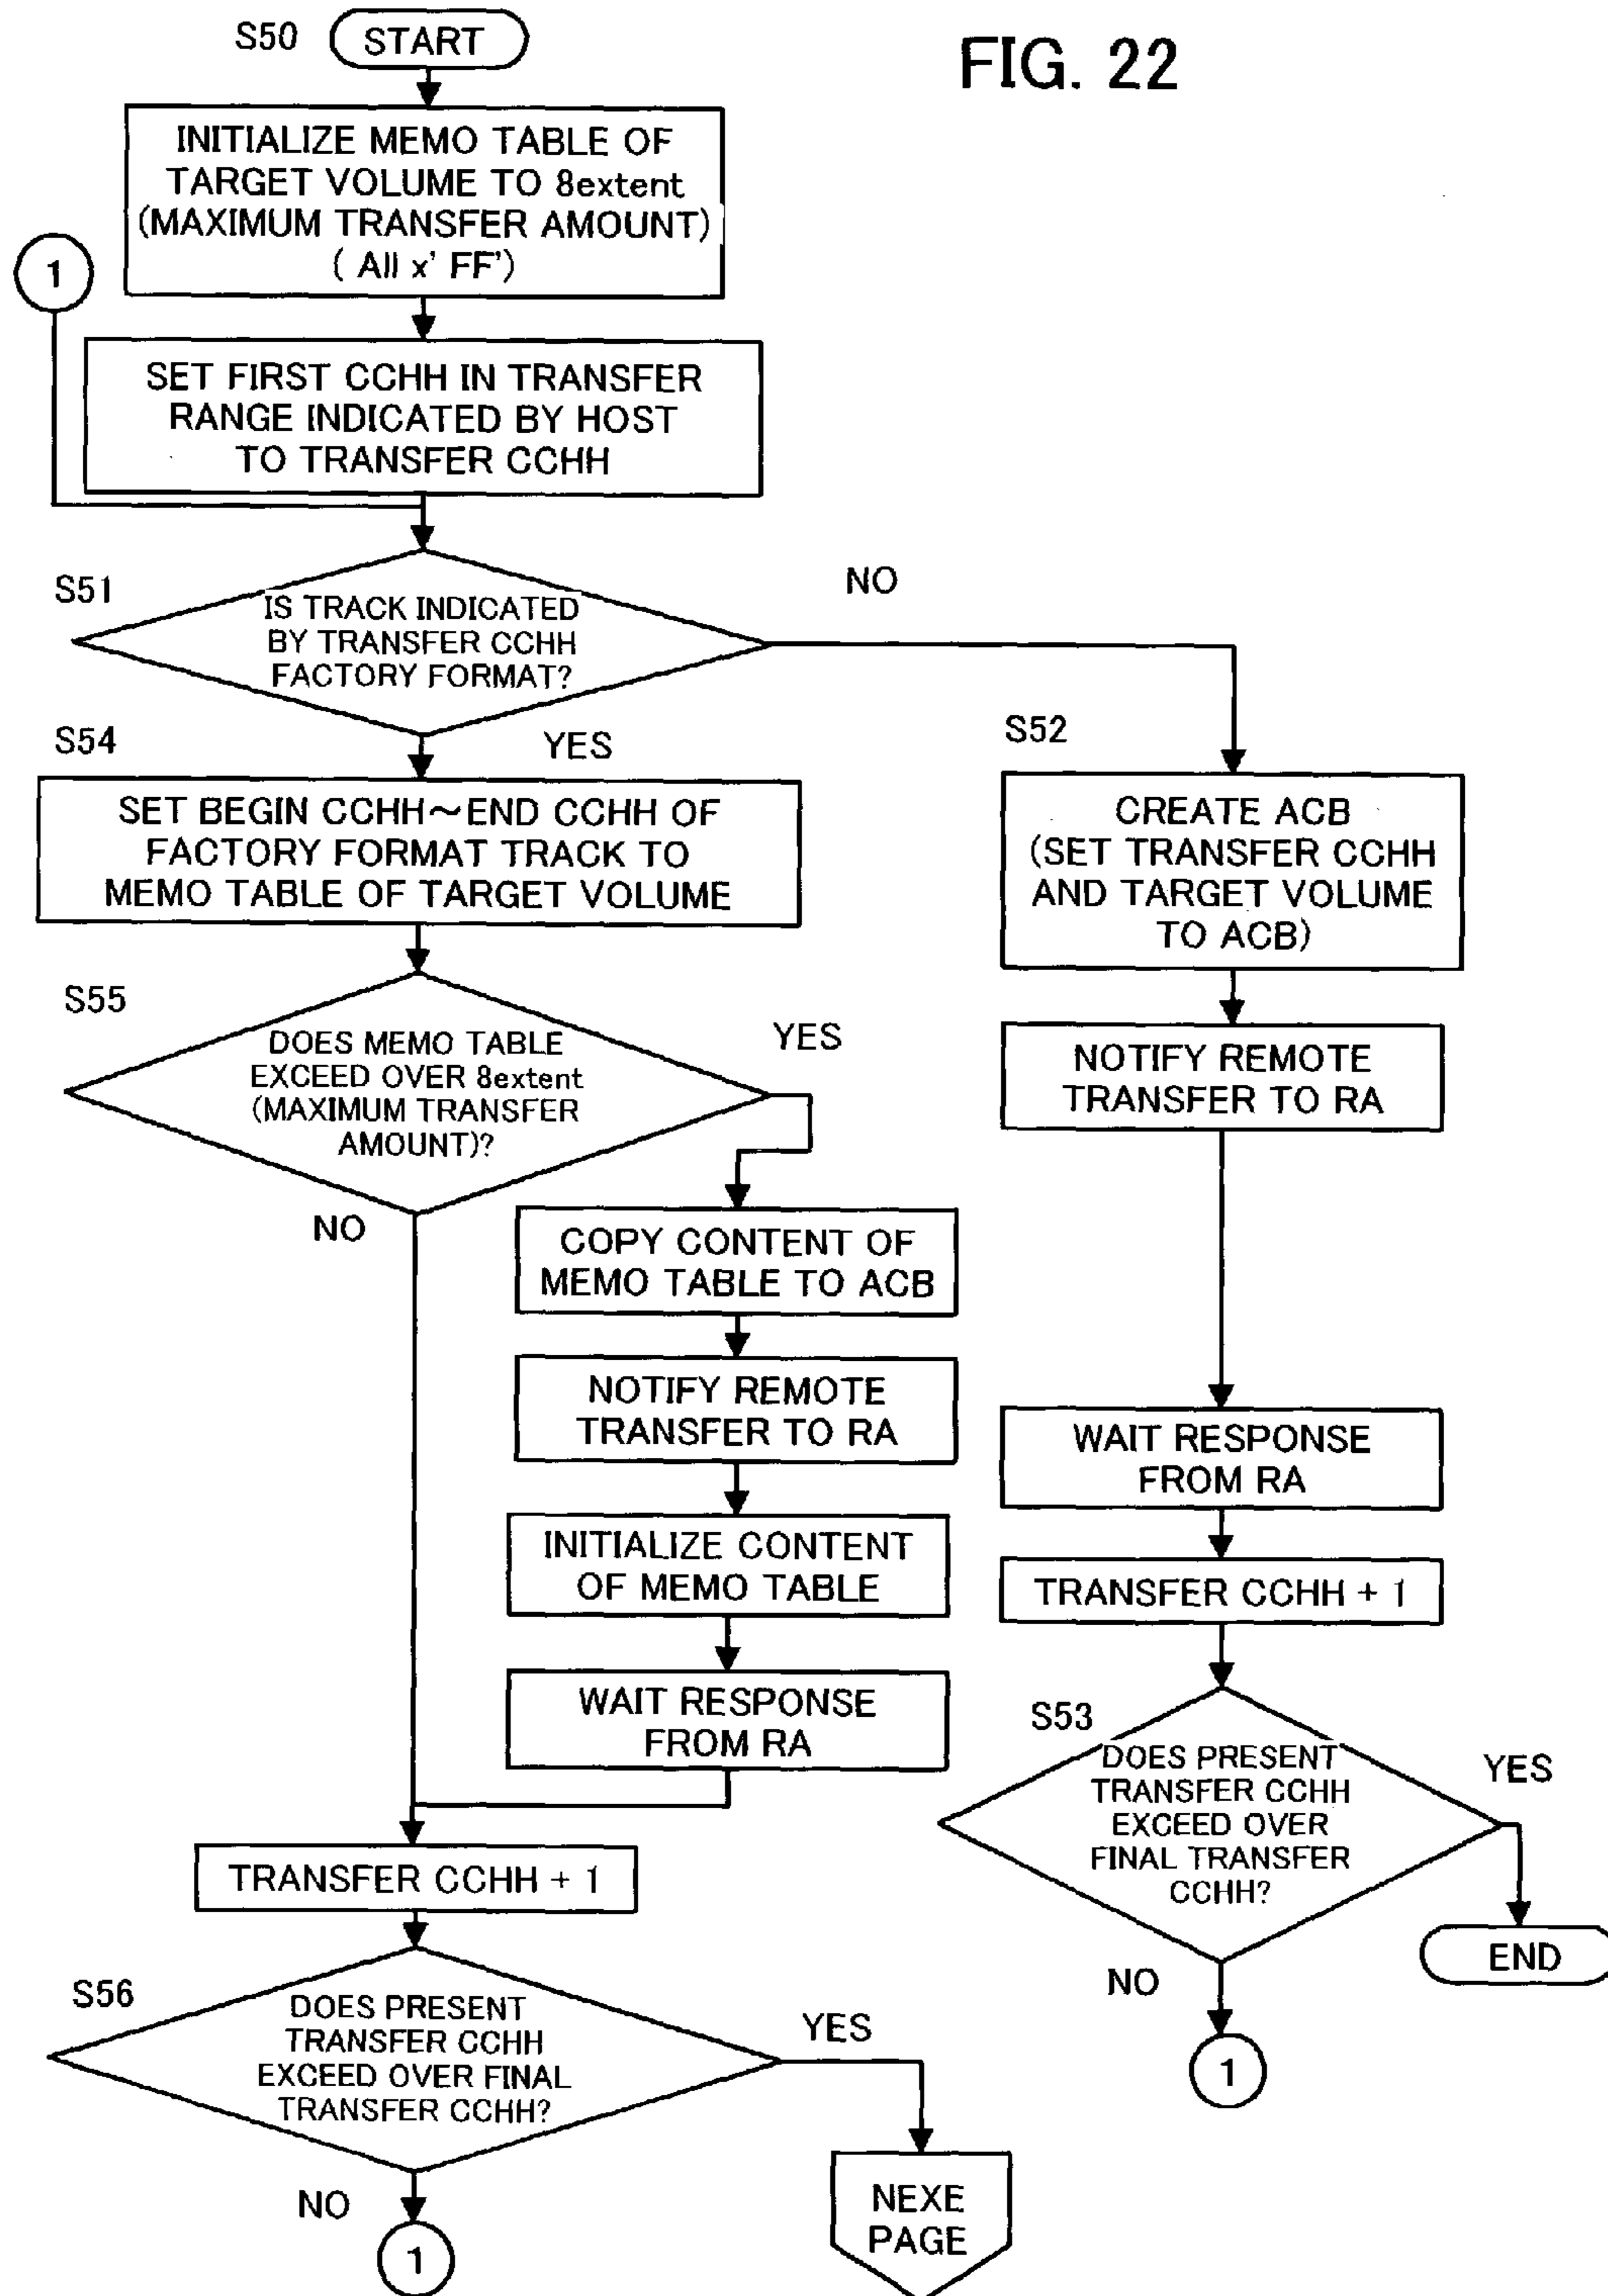 FIG. 22
S50
START
INITIALIZE MEMO TABLE OF
TARGET VOLUME TO 8extent
(MAXIMUM TRANSFER AMOUNT)
( All x' FF')
1
SET FIRST CCHH IN TRANSFER
RANGE INDICATED BY HOST
TO TRANSFER CCHH
S51
IS TRACK INDICATED
BY TRANSFER CCHH
FACTORY FORMAT?
NO
YES
S54
SET BEGIN CCHH~END CCHH OF
FACTORY FORMAT TRACK TO
MEMO TABLE OF TARGET VOLUME
S52
CREATE ACB
(SET TRANSFER CCHH
AND TARGET VOLUME
TO ACB)
NOTIFY REMOTE
TRANSFER TO RA
S55
DOES MEMO TABLE
EXCEED OVER 8extent
(MAXIMUM TRANSFER
AMOUNT)?
YES
NO
COPY CONTENT OF
MEMO TABLE TO ACB
NOTIFY REMOTE
TRANSFER TO RA
INITIALIZE CONTENT
OF MEMO TABLE
WAIT RESPONSE
FROM RA
WAIT RESPONSE
FROM RA
TRANSFER CCHH + 1
S53
DOES PRESENT
TRANSFER CCHH
EXCEED OVER
FINAL TRANSFER
CCHH?
YES
END
NO
1
TRANSFER CCHH + 1
S56
DOES PRESENT
TRANSFER CCHH
EXCEED OVER FINAL
TRANSFER CCHH?
YES
NO
1
NEXE
PAGE